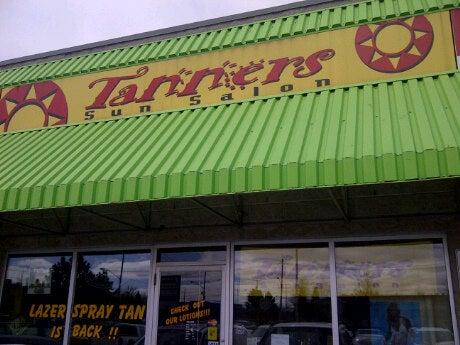 Tanners
Sun Salon
LAZER SPRAY TAN
IS BACK !!
CHECK OUT
OUR LOTIONS!!!